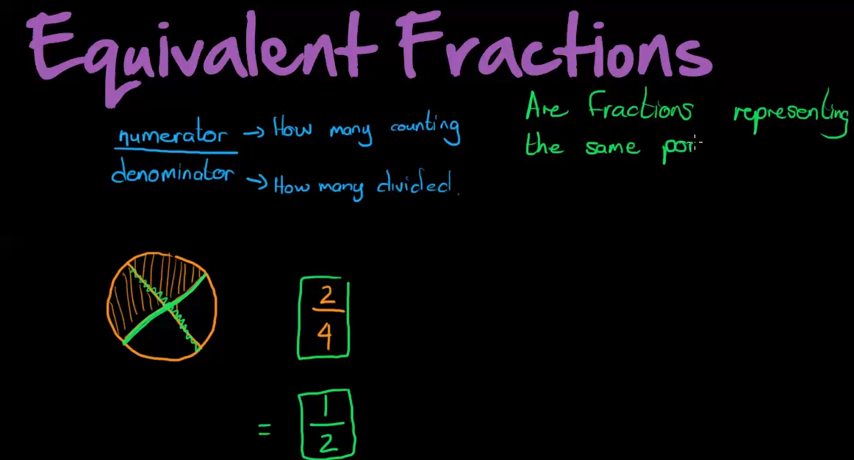 Equivalent Fractions
Are Fractions representing
the same por
numerator → How many counting
denominator → How many divided.
2
4
= 1
2